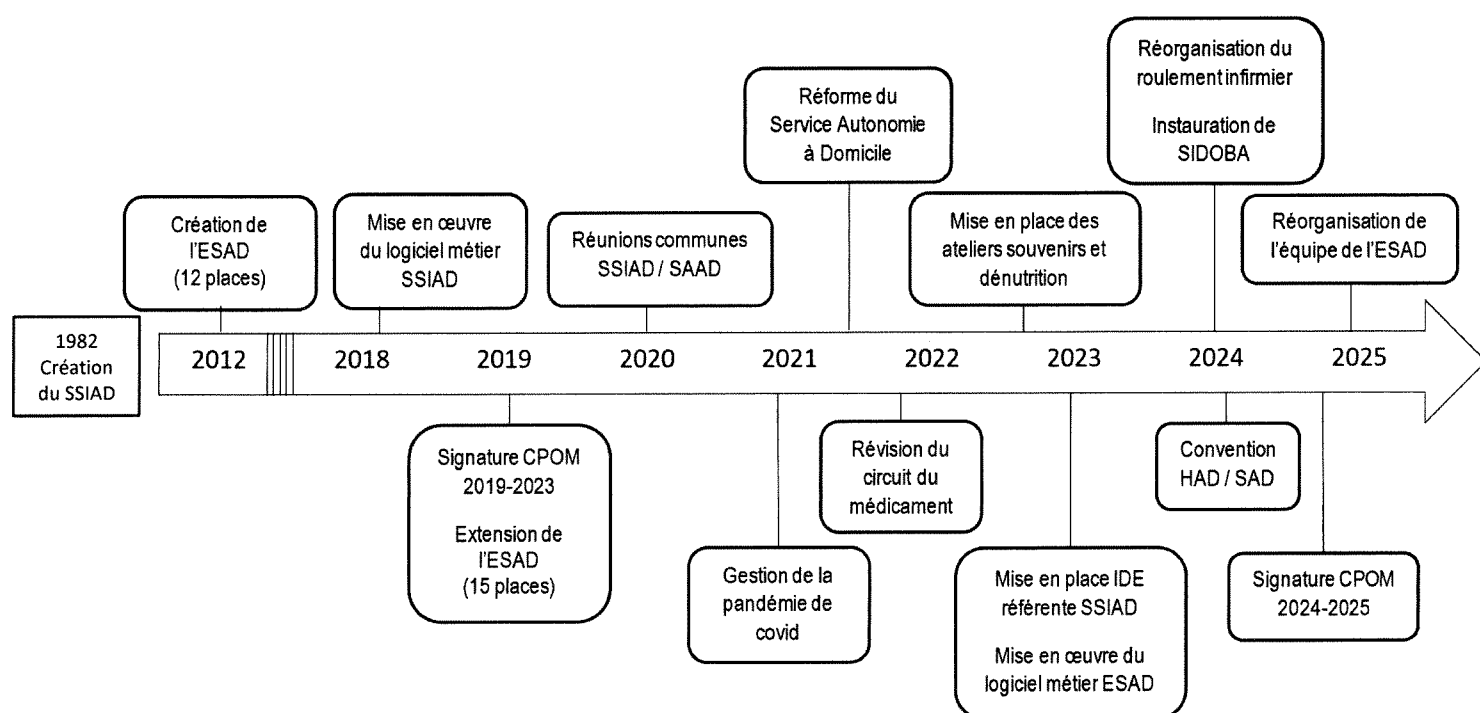 Réorganisation du
roulement infirmier
Instauration de
SIDOBA
Réforme du
Service Autonomie
à Domicile
Création de
l'ESAD
(12 places)
Mise en œuvre
du logiciel métier
SSIAD
Réunions communes
SSIAD / SAAD
Mise en place des
ateliers souvenirs et
dénutrition
Réorganisation de
l'équipe de l'ESAD
1982
Création
du SSIAD
2012 2018 2019 2020 2021 2022 2023 2024 2025
Signature CPOM
2019-2023
Extension de
l'ESAD
(15 places)
Gestion de la
pandémie de
covid
Révision du
circuit du
médicament
Mise en place IDE
référente SSIAD
Mise en œuvre du
logiciel métier ESAD
Convention
HAD / SAD
Signature CPOM
2024-2025